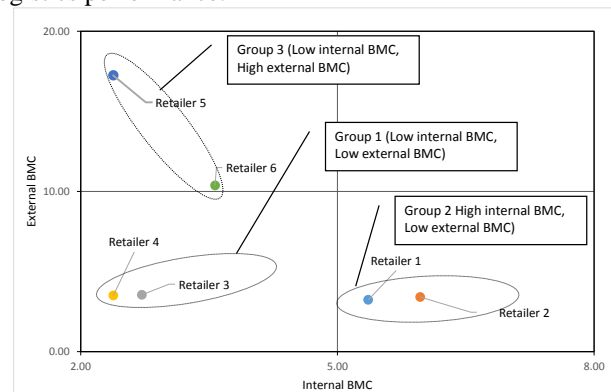 20.00
Group 3 (Low internal BMC,
High external BMC)
Retailer 5
Group 1 (Low internal BMC,
Low external BMC)
Retailer 6
External BMC
10.00
Group 2 High internal BMC,
Low external BMC)
Retailer 4
Retailer 1
Retailer 3
Retailer 2
0.00
2.00
5.00
8.00
Internal BMC